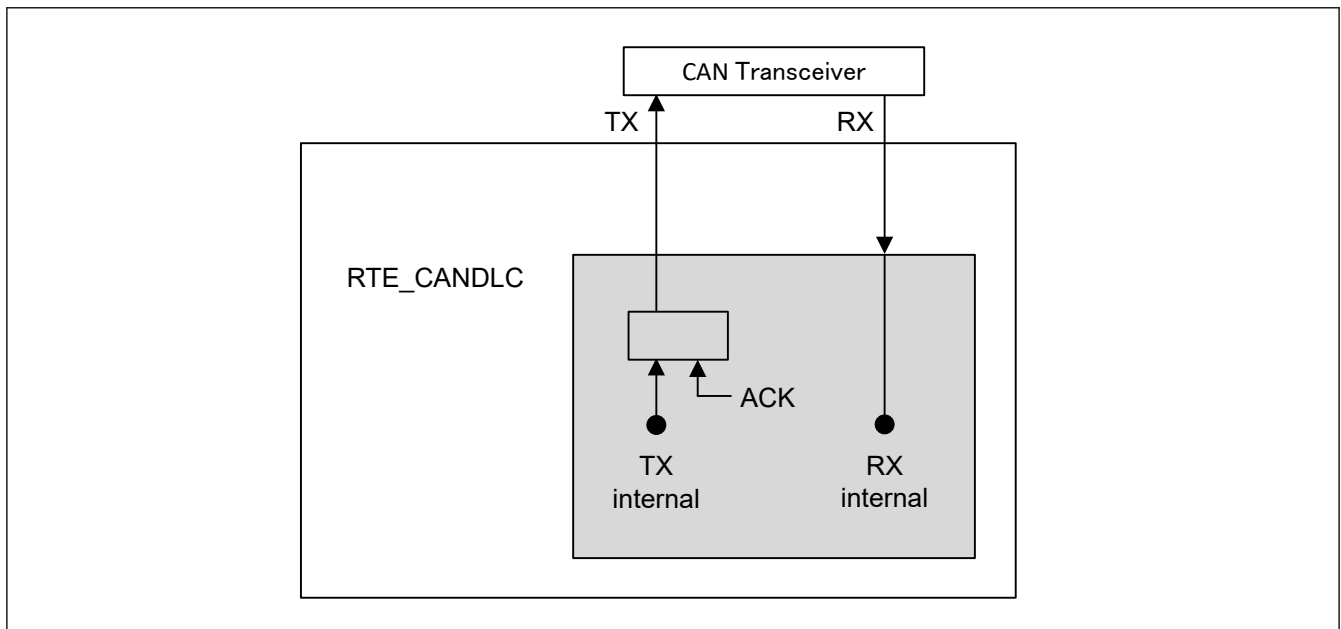 CAN Transceiver
TX
RX
RTE_CANDLC
ACK
TX
internal
RX
internal